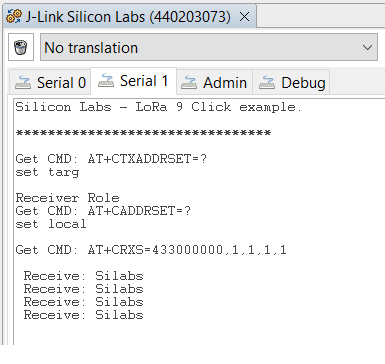 J-Link Silicon Labs (440203073)
No translation
Serial 0 Serial 1 Admin Debug
Silicon Labs - LoRa 9 Click example.
********************************
Get CMD: AT+CTXADDRSET=?
set targ
Receiver Role
Get CMD: AT+CADDRSET=?
set local
Get CMD: AT+CRXS=433000000,1,1,1,1
Receive: Silabs
Receive: Silabs
Receive: Silabs
Receive: Silabs